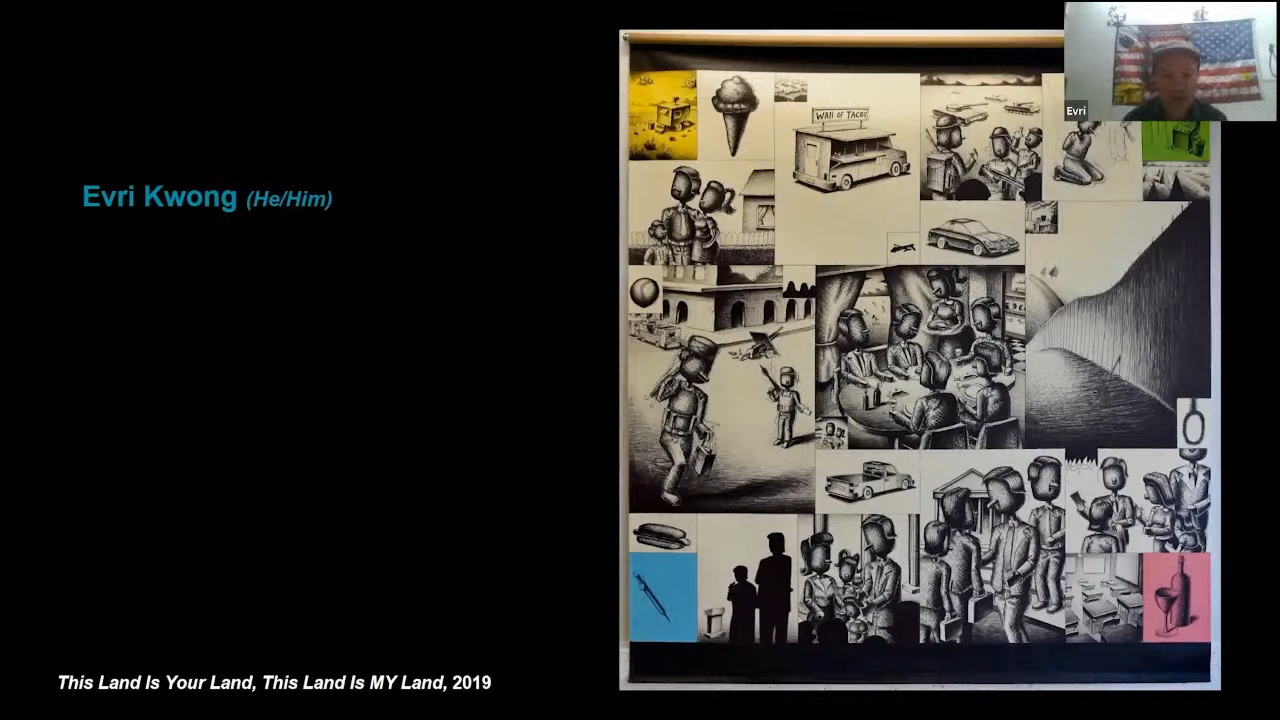 Evri
Evri Kwong (He/Him)
WALL OF TACOS
This Land Is Your Land, This Land Is MY Land, 2019